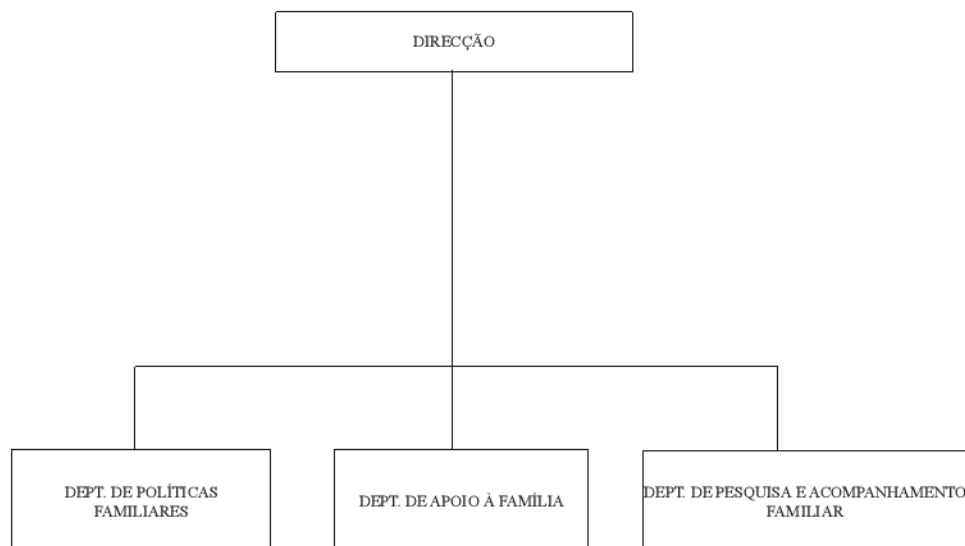 DIRECÇÃO
DEPT. DE POLÍTICAS
FAMILIARES
DEPT. DE APOIO À FAMÍLIA
DEPT. DE PESQUISA E ACOMPANHAMENTO
FAMILIAR